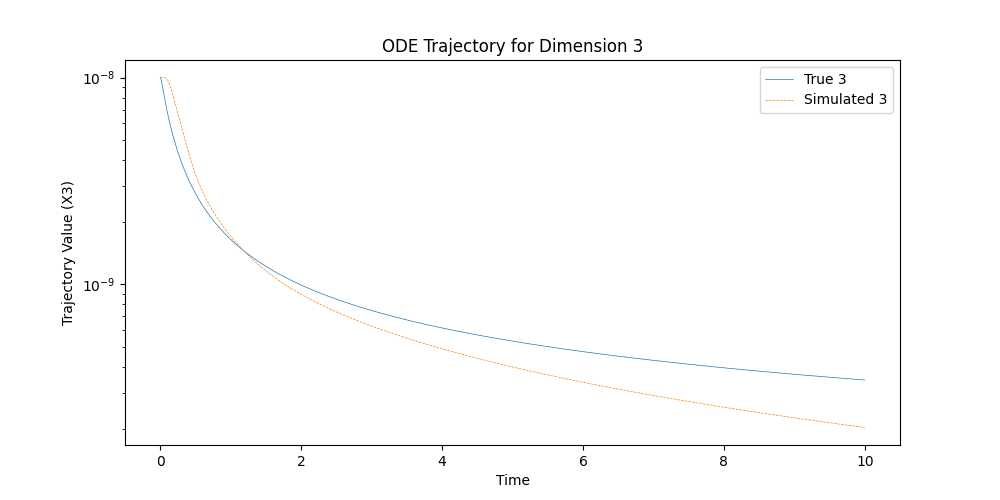 ODE Trajectory for Dimension 3
True 3
Simulated 3
10⁻⁸
10⁻⁹
Trajectory Value (X3)
0 2 4 6 8 10
Time